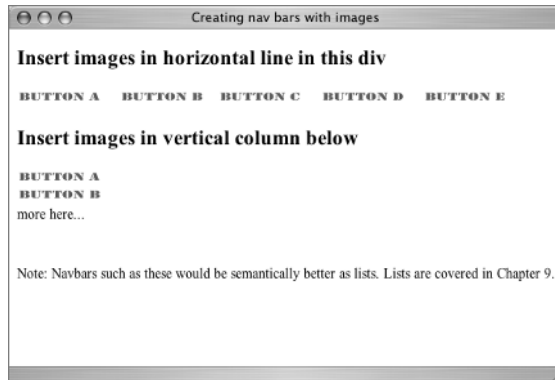 Creating nav bars with images
Insert images in horizontal line in this div
BUTTON A BUTTON B BUTTON C BUTTON D BUTTON E
Insert images in vertical column below
BUTTON A
BUTTON B
more here...
Note: Navbars such as these would be semantically better as lists. Lists are covered in Chapter 9.